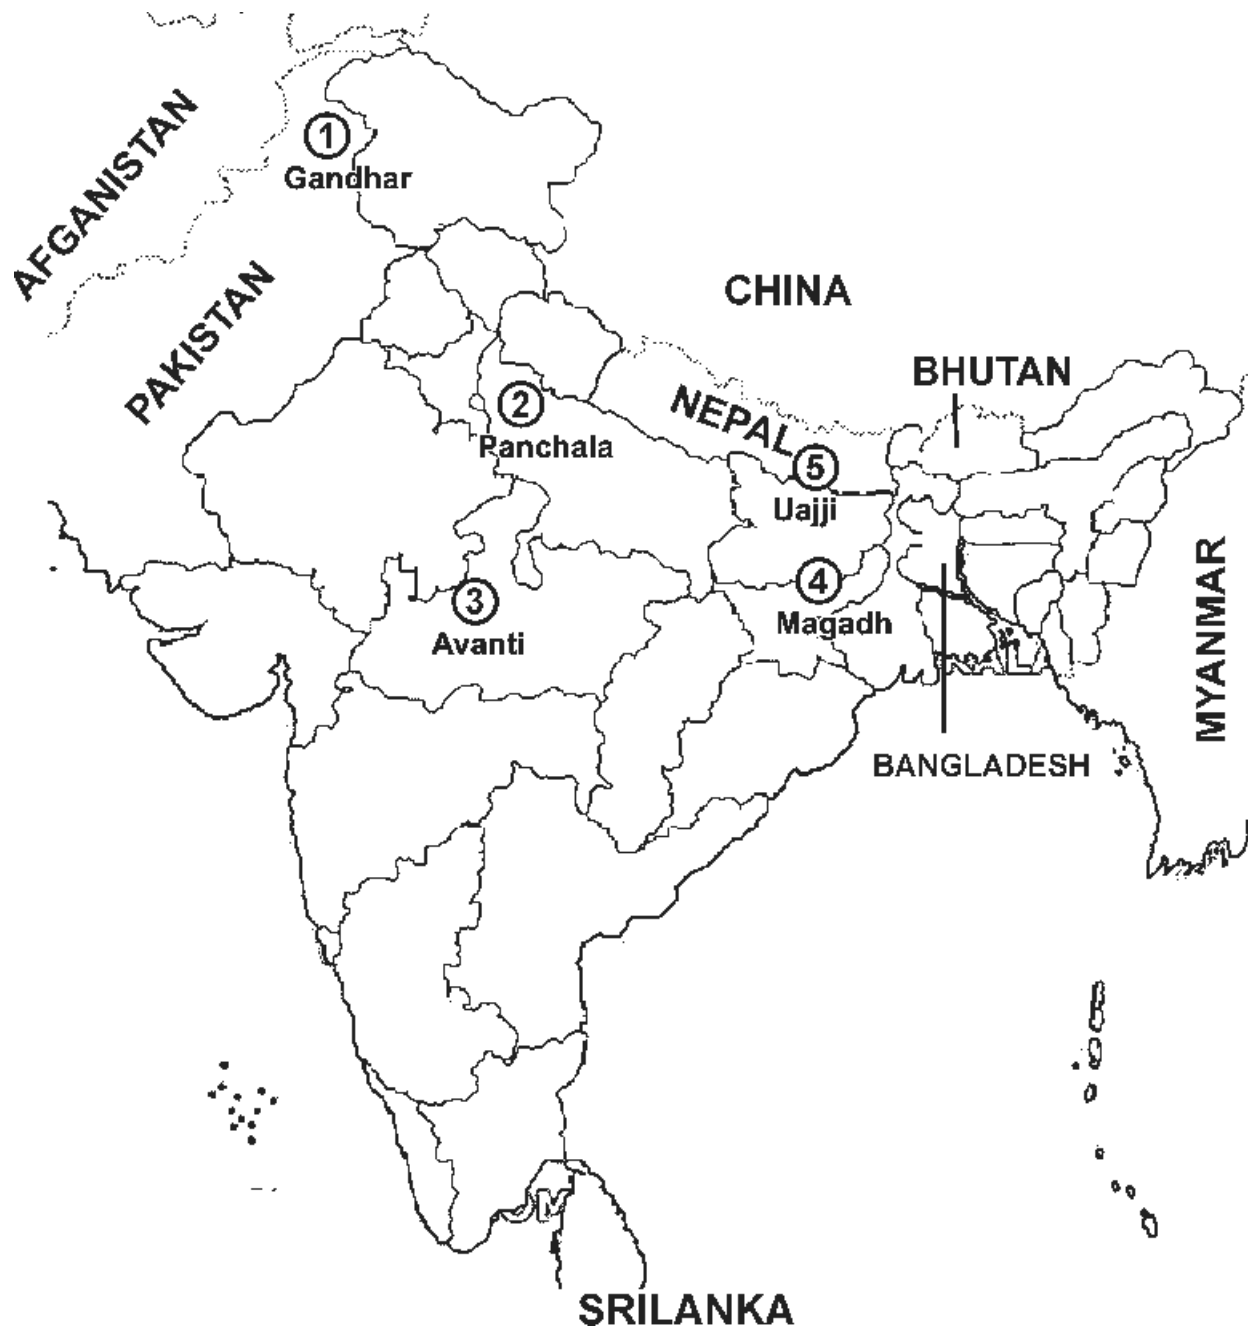 AFGANISTAN
1
Gandhar
PAKISTAN
CHINA
BHUTAN
2
Panchala
NEPAL
5
Uajji
4
Magadh
3
Avanti
MYANMAR
BANGLADESH
SRILANKA